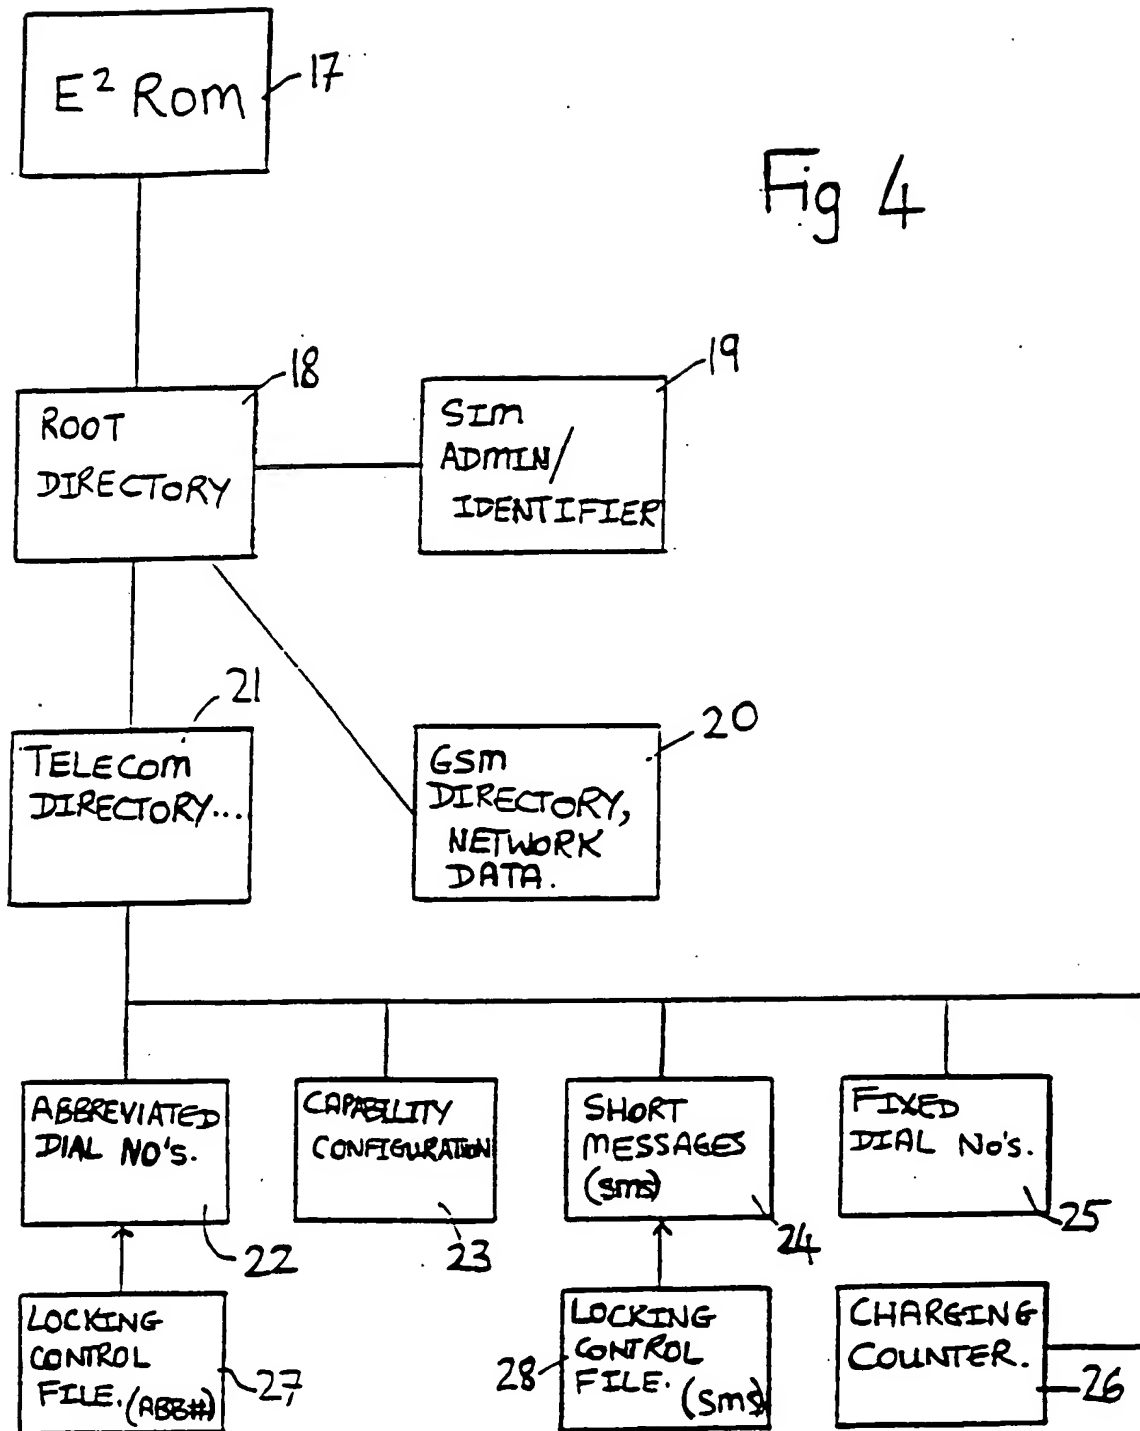 E² Rom
17
Fig 4
18
ROOT
DIRECTORY
19
SIM
ADMIN/
IDENTIFIER
21
TELECOM
DIRECTORY....
20
GSM
DIRECTORY,
NETWORK
DATA.
ABBREVIATED
DIAL NO'S.
22
CAPABILITY
CONFIGURATION
23
SHORT
MESSAGES
(SMS)
24
FIXED
DIAL No's.
25
LOCKING
CONTROL
FILE. (ABB#)
27
LOCKING
CONTROL
FILE. (SMS)
28
CHARGING
COUNTER.
26